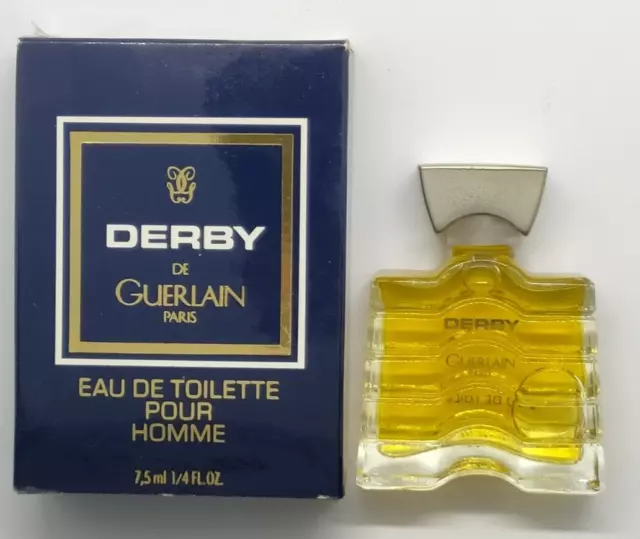 DERBY
DE
GUERLAIN
PARIS
EAU DE TOILETTE
POUR
HOMME
7,5 ml 1/4 FL.OZ.
DERBY
GUERLAIN